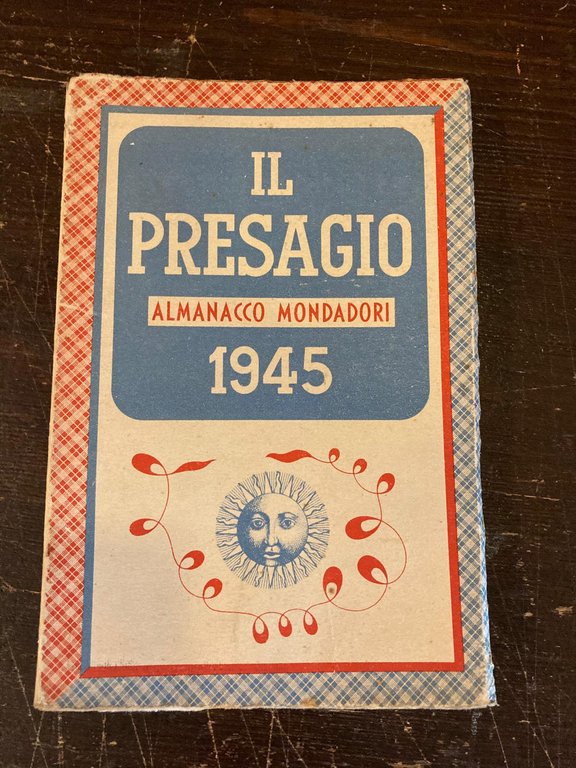 IL
PRESAGIO
ALMANACCO MONDADORI
1945